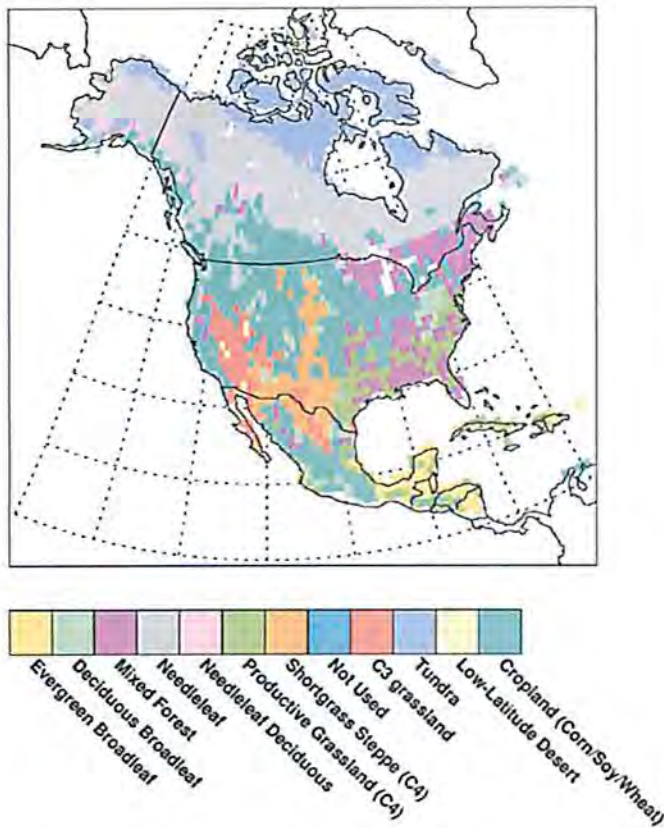 Evergreen Broadleaf
Deciduous Broadleaf
Mixed Forest
Needleleaf
Needleleaf Deciduous
Productive Grassland (C4)
Shortgrass Steppe (C4)
Not Used
C3 grassland
Tundra
Low-Latitude Desert
Cropland (Corn/Soy/Wheat)